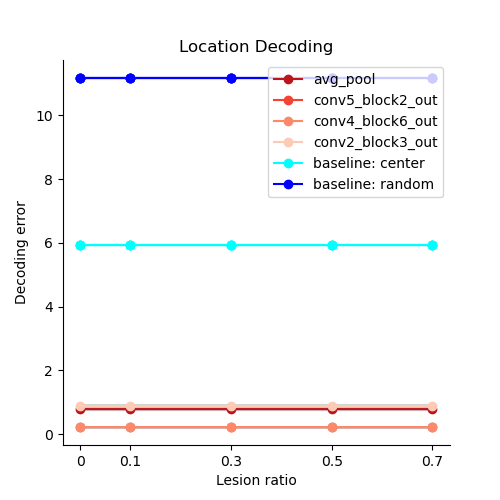 Location Decoding
avg_pool
conv5_block2_out
conv4_block6_out
conv2_block3_out
baseline: center
baseline: random
Decoding error
10
8
6
4
2
0
0 0.1 0.3 0.5 0.7
Lesion ratio